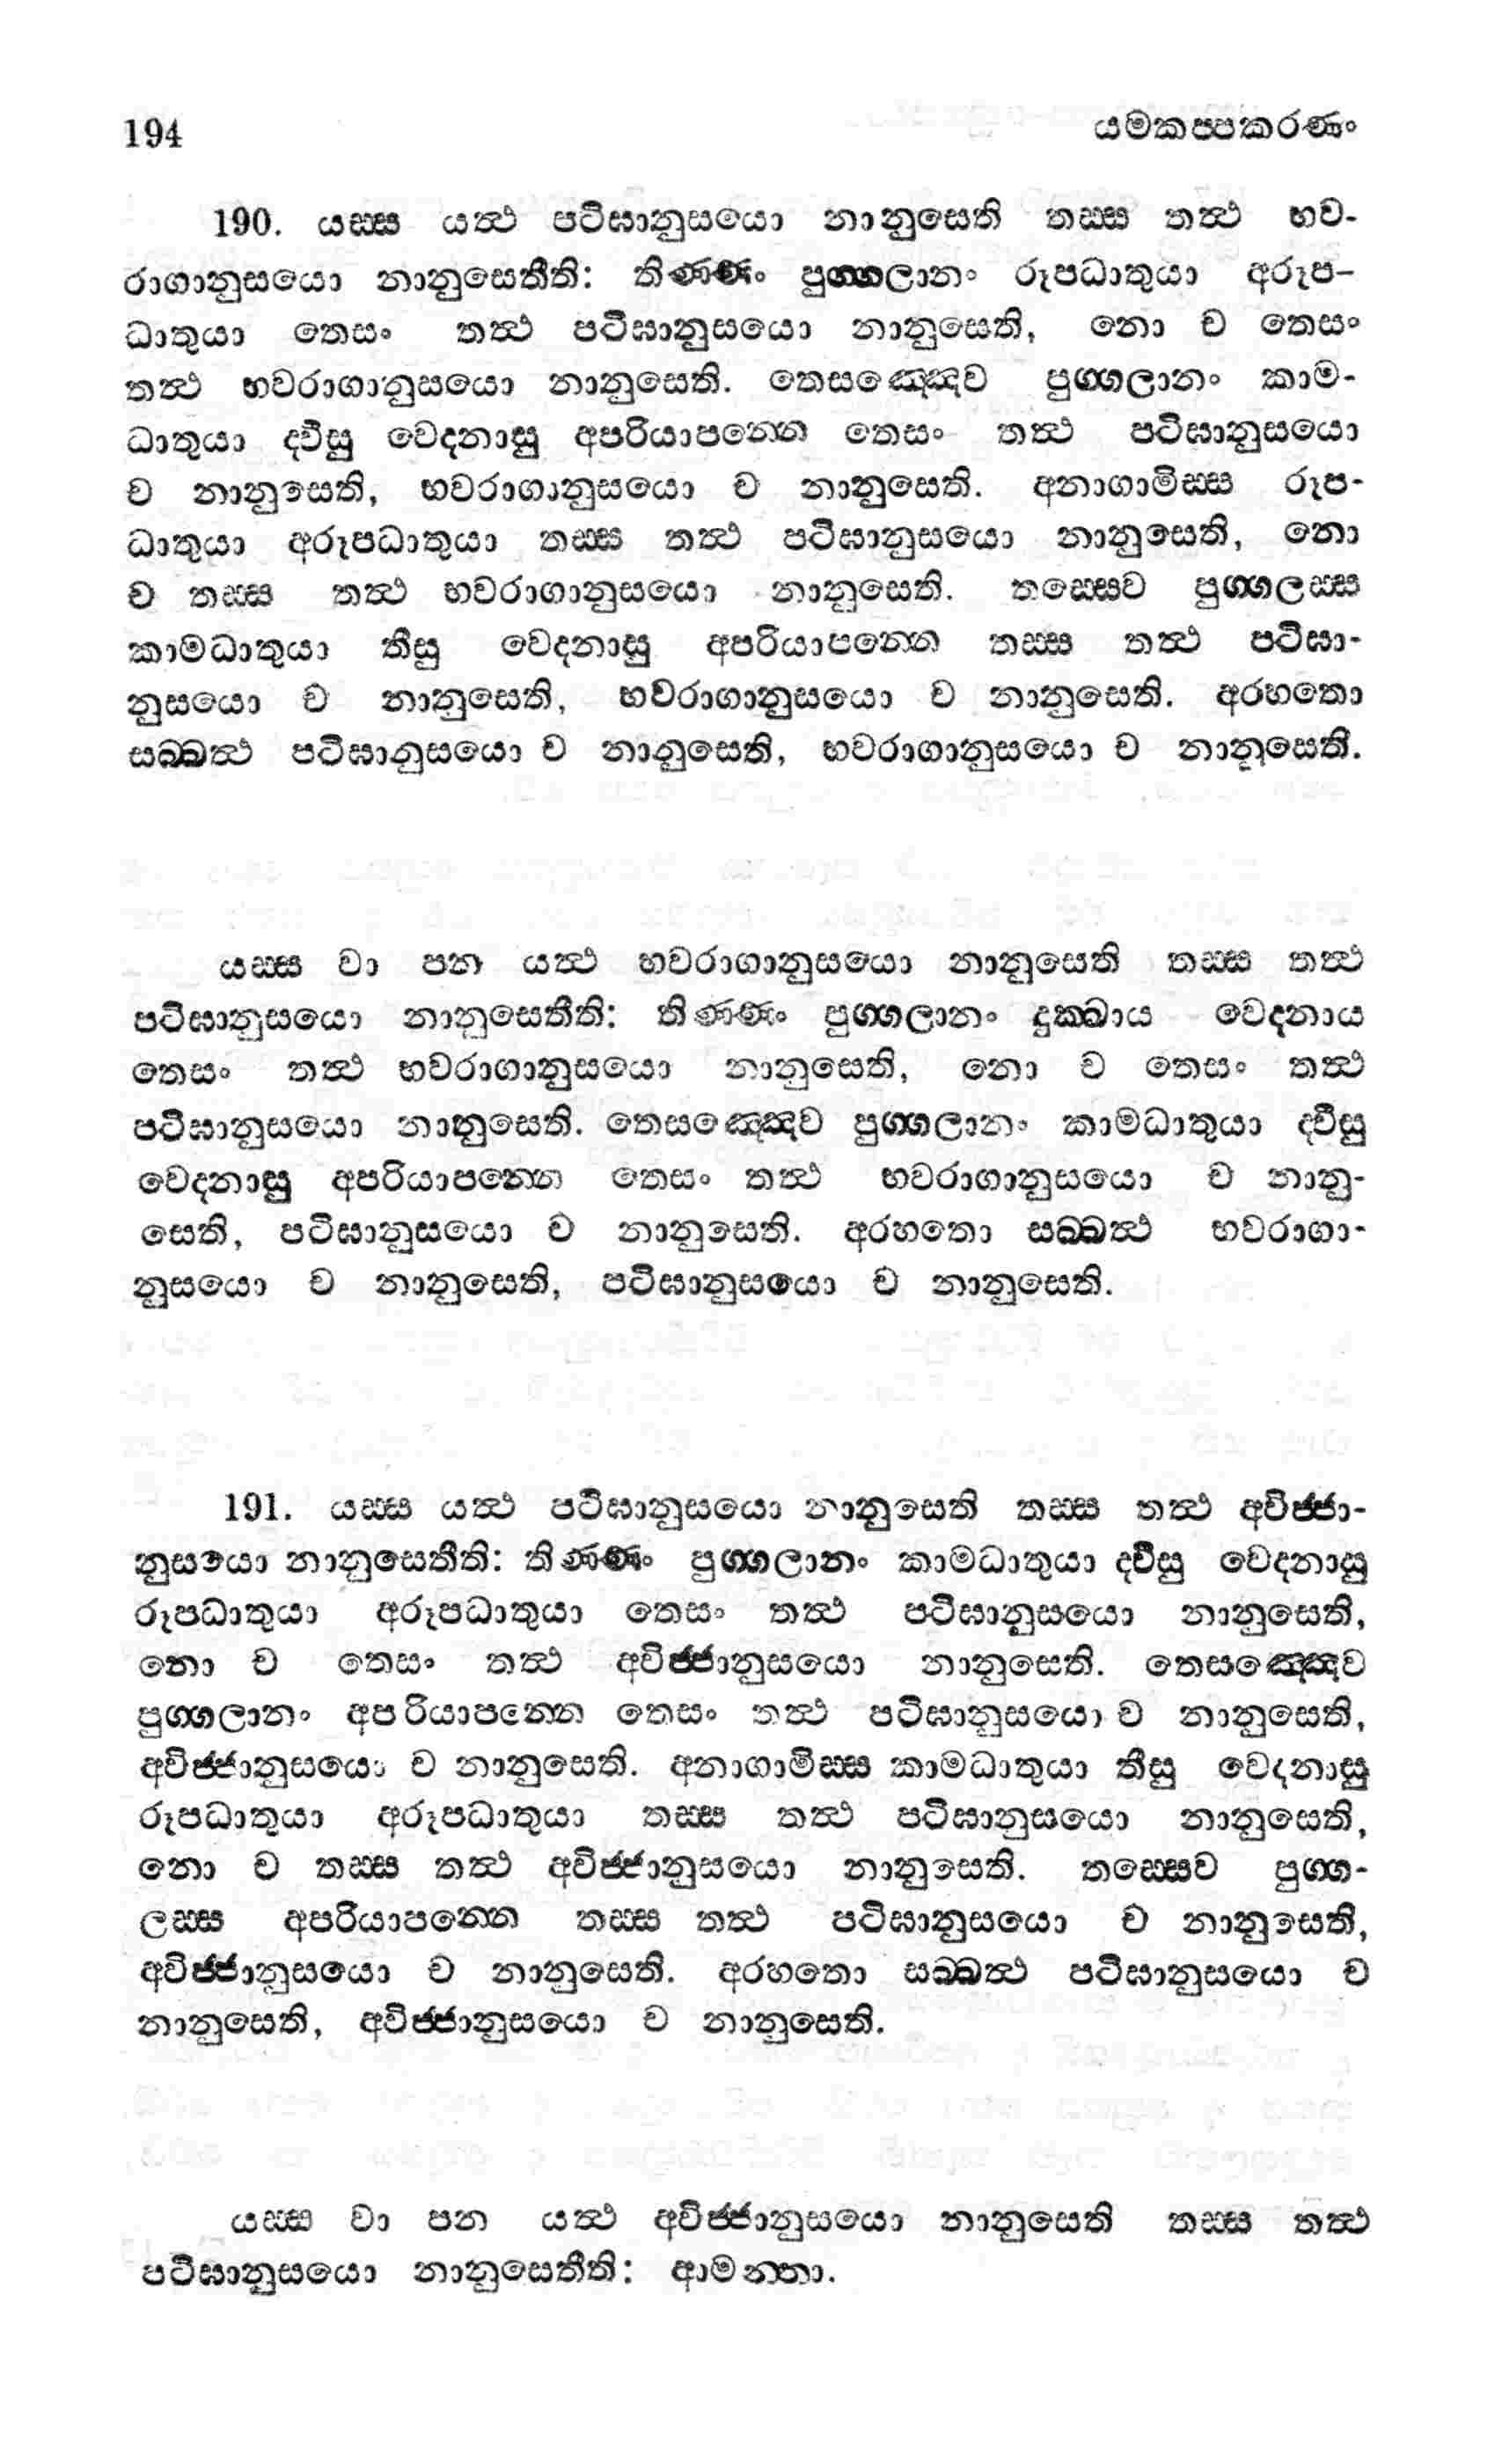 194
යමකප්පකරණං
190. යස්ස යත්ථ පටිඝානුසයො නානුසෙති තස්ස තත්ථ භව-
රාගානුසයො නානුසෙතීති: තිණ්ණං පුග්ගලානං රූපධාතුයා අරූප-
ධාතුයා තෙසං තත්ථ පටිඝානුසයො නානුසෙති, නො ච තෙසං
තත්ථ භවරාගානුසයො නානුසෙති. තෙසඤ්ඤෙව පුග්ගලානං කාම-
ධාතුයා ද්වීසු වෙදනාසු අපරියාපන්නෙ තෙසං තත්ථ පටිඝානුසයො
ච නානුසෙති, භවරාගානුසයො ච නානුසෙති. අනාගාමිස්ස රූප-
ධාතුයා අරූපධාතුයා තස්ස තත්ථ පටිඝානුසයො නානුසෙති, නො
ච තස්ස තත්ථ භවරාගානුසයො නානුසෙති. තස්සෙව පුග්ගලස්ස
කාමධාතුයා තීසු වෙදනාසු අපරියාපන්නෙ තස්ස තත්ථ පටිඝා-
නුසයො ච නානුසෙති, භවරාගානුසයො ච නානුසෙති. අරහතො
සබ්බත්ථ පටිඝානුසයො ච නානුසෙති, භවරාගානුසයො ච නානුසෙති.
යස්ස වා පන යත්ථ භවරාගානුසයො නානුසෙති තස්ස තත්ථ
පටිඝානුසයො නානුසෙතීති: තිණ්ණං පුග්ගලානං දුක්ඛාය වෙදනාය
තෙසං තත්ථ භවරාගානුසයො නානුසෙති, නො ච තෙසං තත්ථ
පටිඝානුසයො නානුසෙති. තෙසඤ්ඤෙව පුග්ගලානං කාමධාතුයා ද්වීසු
වෙදනාසු අපරියාපන්නෙ තෙසං තත්ථ භවරාගානුසයො ච නානු-
සෙති, පටිඝානුසයො ච නානුසෙති. අරහතො සබ්බත්ථ භවරාගා-
නුසයො ච නානුසෙති, පටිඝානුසයො ච නානුසෙති.
191. යස්ස යත්ථ පටිඝානුසයො නානුසෙති තස්ස තත්ථ අවිජ්ජා-
නුසයො නානුසෙතීති: තිණ්ණං පුග්ගලානං කාමධාතුයා ද්වීසු වෙදනාසු
රූපධාතුයා අරූපධාතුයා තෙසං තත්ථ පටිඝානුසයො නානුසෙති,
නො ච තෙසං තත්ථ අවිජ්ජානුසයො නානුසෙති. තෙසඤ්ඤෙව
පුග්ගලානං අපරියාපන්නෙ තෙසං තත්ථ පටිඝානුසයො ච නානුසෙති,
අවිජ්ජානුසයො ච නානුසෙති. අනාගාමිස්ස කාමධාතුයා තීසු වෙදනාසු
රූපධාතුයා අරූපධාතුයා තස්ස තත්ථ පටිඝානුසයො නානුසෙති,
නො ච තස්ස තත්ථ අවිජ්ජානුසයො නානුසෙති. තස්සෙව පුග්ග-
ලස්ස අපරියාපන්නෙ තස්ස තත්ථ පටිඝානුසයො ච නානුසෙති,
අවිජ්ජානුසයො ච නානුසෙති. අරහතො සබ්බත්ථ පටිඝානුසයො ච
නානුසෙති, අවිජ්ජානුසයො ච නානුසෙති.
යස්ස වා පන යත්ථ අවිජ්ජානුසයො නානුසෙති තස්ස තත්ථ
පටිඝානුසයො නානුසෙතීති: ආමන්තා.